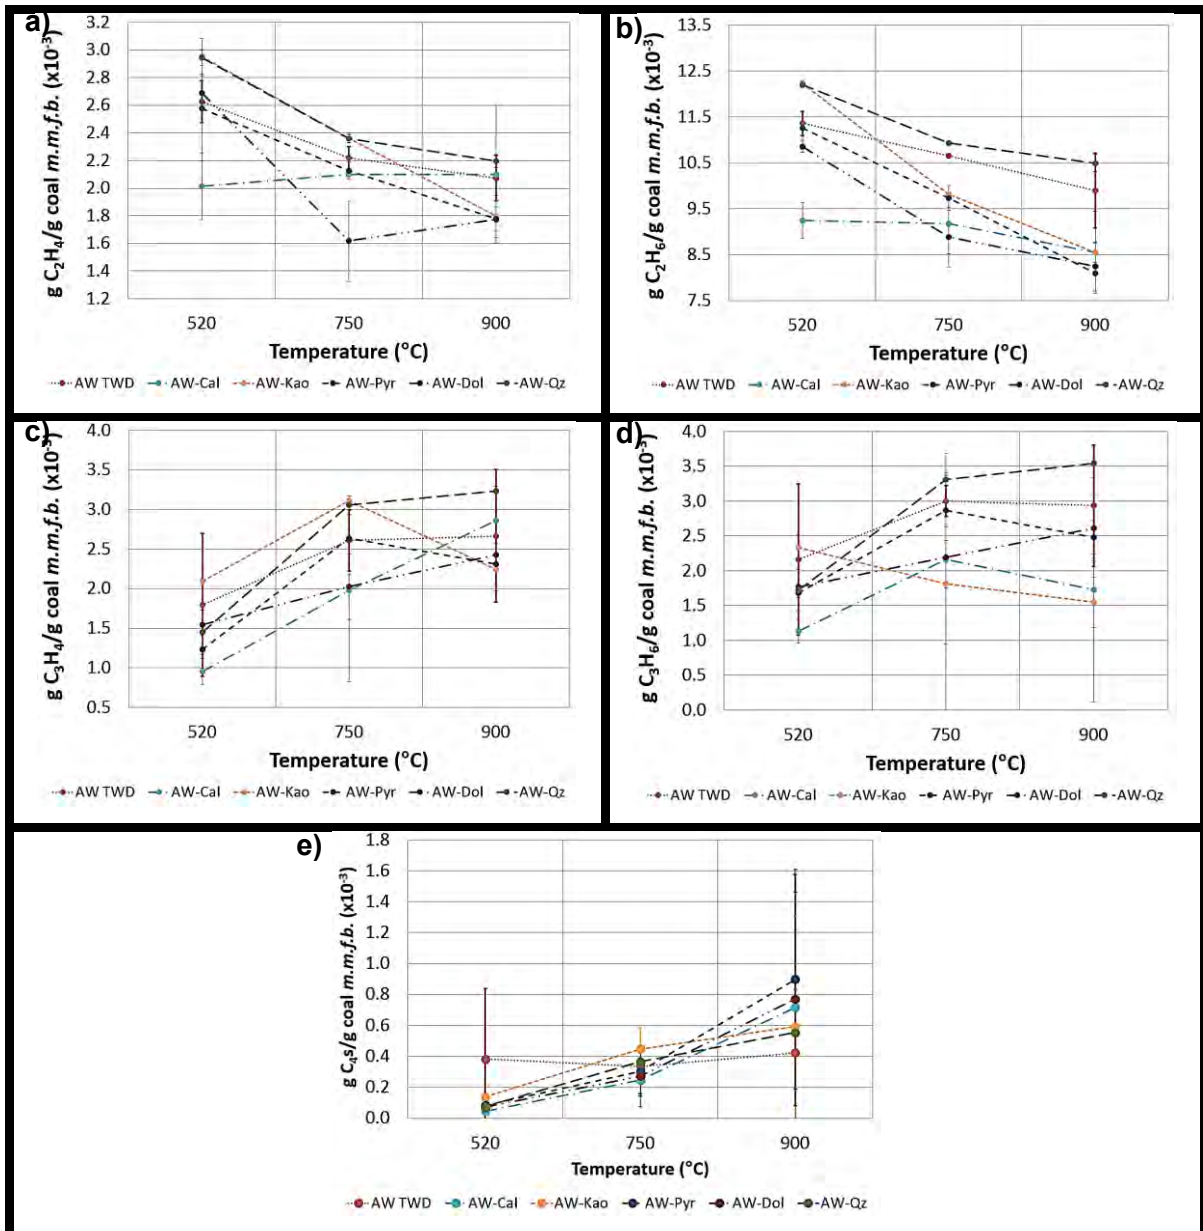 a)
g C₂H₄/g coal m.m.f.b. (x10⁻³)
3.2
3.0
2.8
2.6
2.4
2.2
2.0
1.8
1.6
1.4
1.2
520 750 900
Temperature (°C)
AW TWD AW-Cal AW-Kao AW-Pyr AW-Dol AW-Qz
b)
g C₂H₆/g coal m.m.f.b. (x10⁻³)
13.5
12.5
11.5
10.5
9.5
8.5
7.5
520 750 900
Temperature (°C)
AW TWD AW-Cal AW-Kao AW-Pyr AW-Dol AW-Qz
c)
g C₃H₄/g coal m.m.f.b. (x10⁻³)
4.0
3.5
3.0
2.5
2.0
1.5
1.0
0.5
520 750 900
Temperature (°C)
AW TWD AW-Cal AW-Kao AW-Pyr AW-Dol AW-Qz
d)
g C₃H₆/g coal m.m.f.b. (x10⁻³)
4.0
3.5
3.0
2.5
2.0
1.5
1.0
0.5
0.0
520 750 900
Temperature (°C)
AW TWD AW-Cal AW-Kao AW-Pyr AW-Dol AW-Qz
e)
g C₄s/g coal m.m.f.b. (x10⁻³)
1.8
1.6
1.4
1.2
1.0
0.8
0.6
0.4
0.2
0.0
520 750 900
Temperature (°C)
AW TWD AW-Cal AW-Kao AW-Pyr AW-Dol AW-Qz